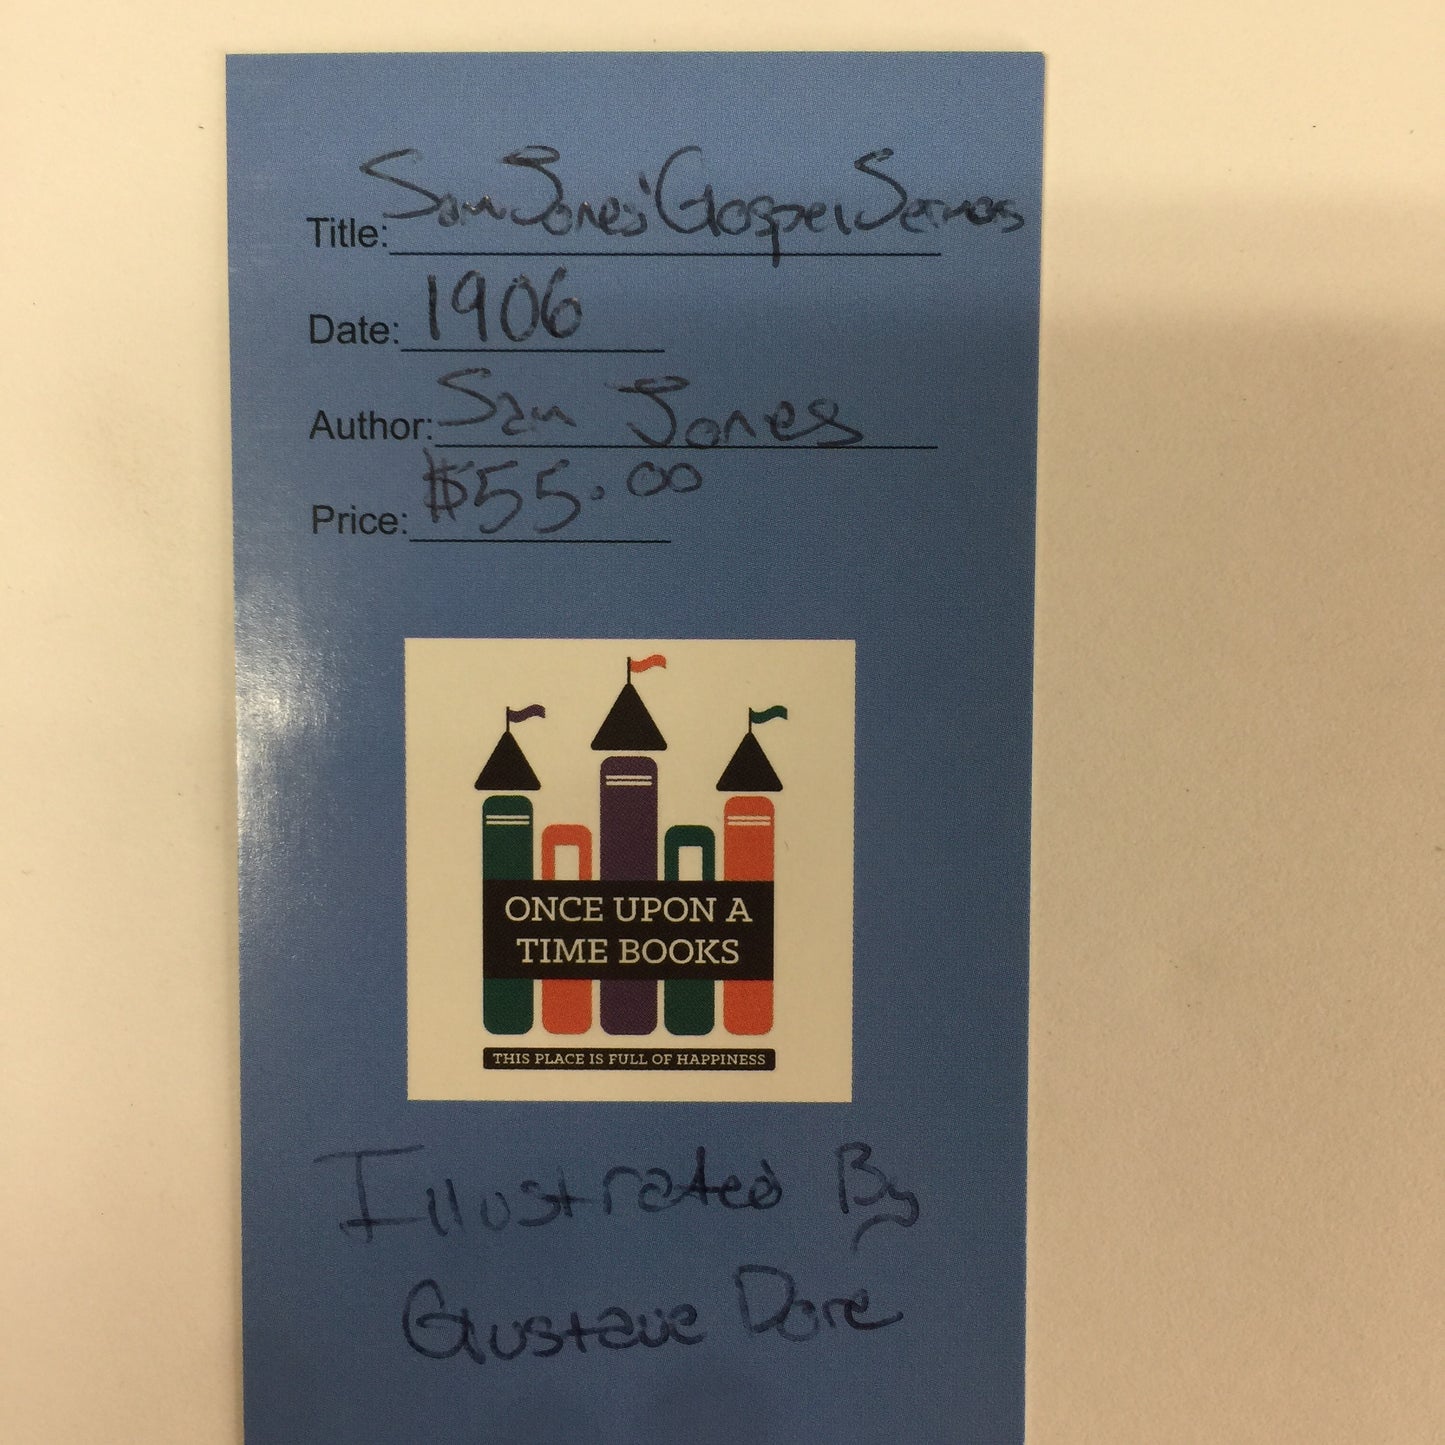 Title: Sam Jones' Gospel Sermons
Date: 1906
Author: Sam Jones
Price: $55.00
ONCE UPON A
TIME BOOKS
THIS PLACE IS FULL OF HAPPINESS
Illustrated By
Gustave Dore